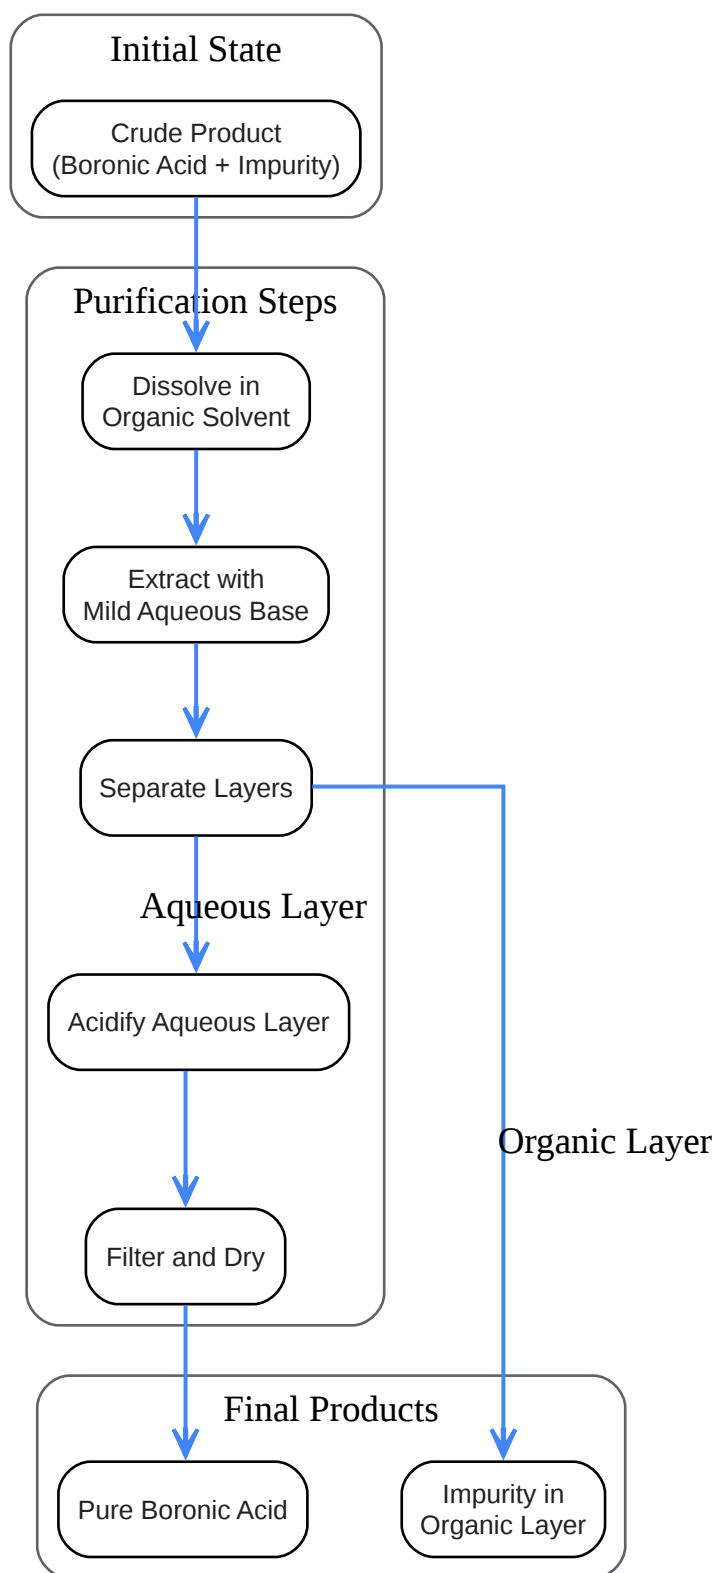 Initial State
Crude Product
(Boronic Acid + Impurity)
Purification Steps
Dissolve in
Organic Solvent
Extract with
Mild Aqueous Base
Separate Layers
Aqueous Layer
Acidify Aqueous Layer
Organic Layer
Filter and Dry
Final Products
Pure Boronic Acid
Impurity in
Organic Layer